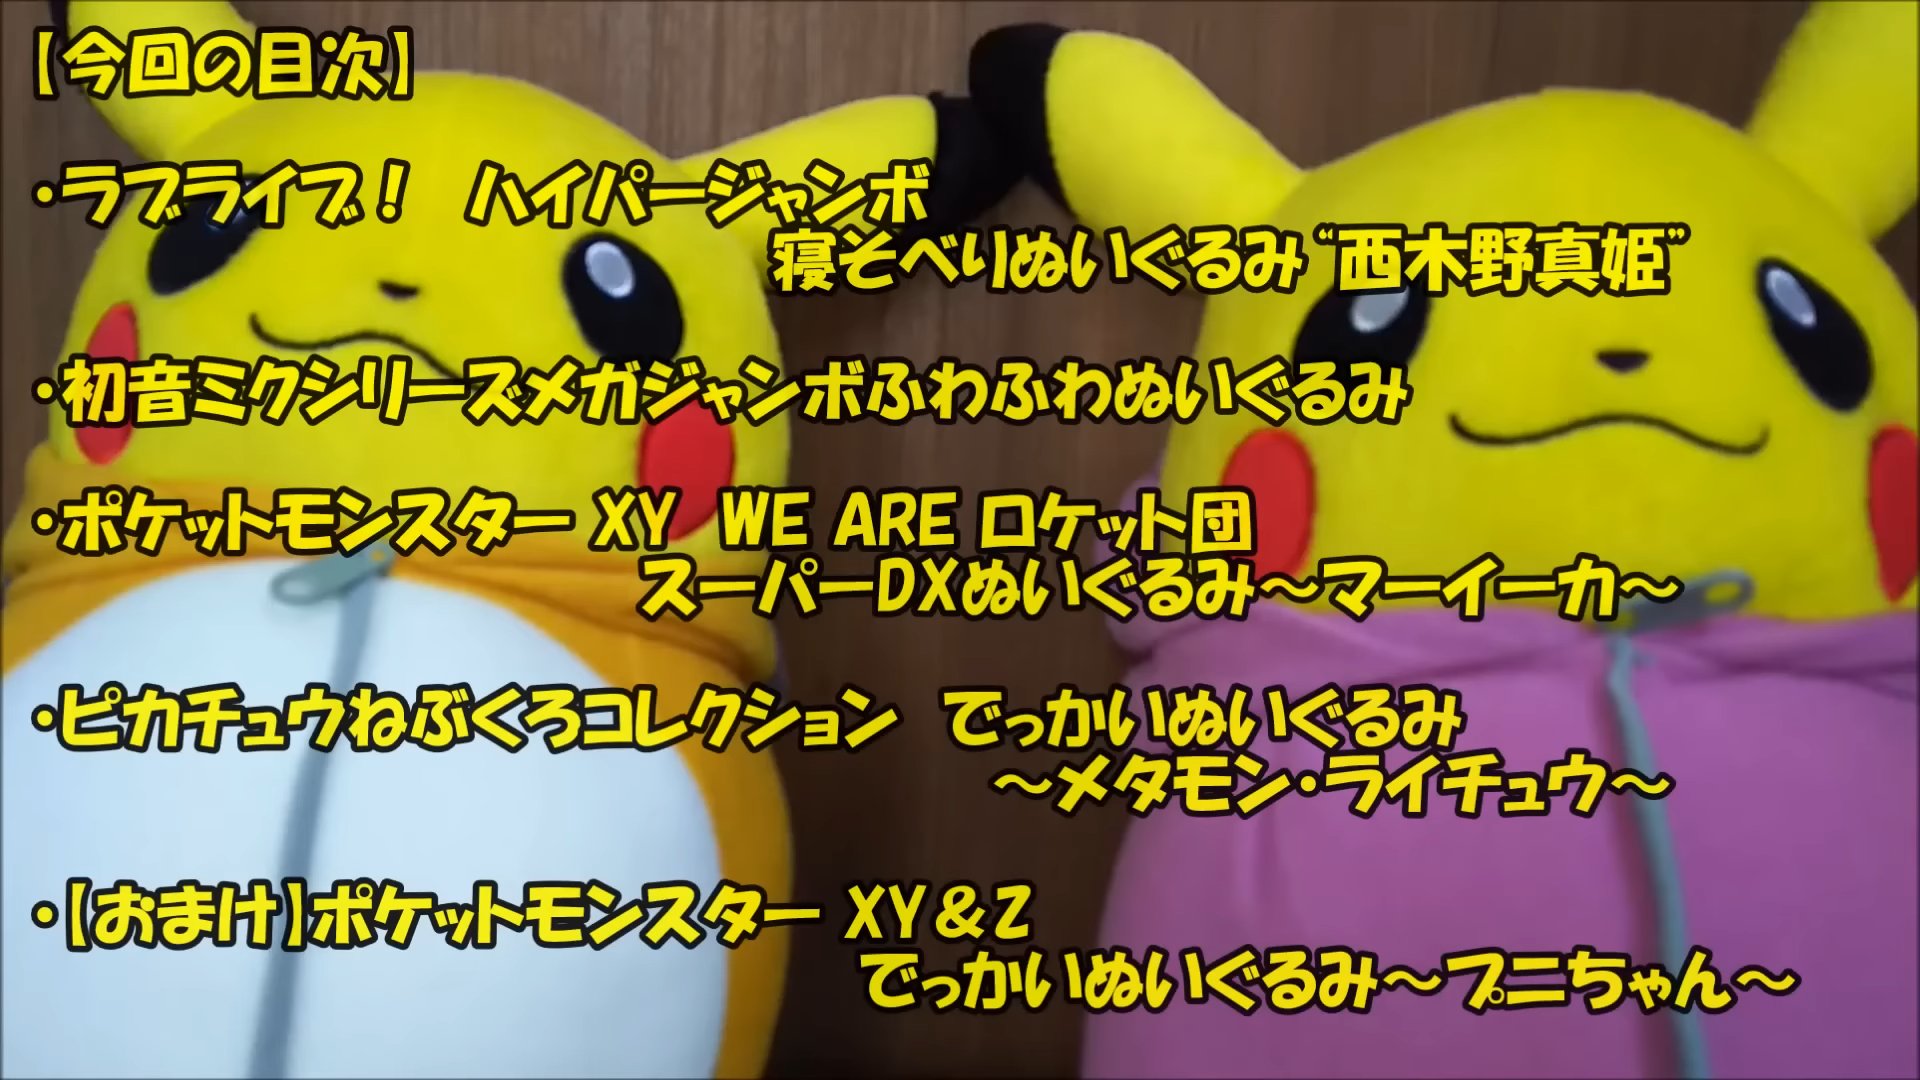 【今回の目次】
・ラブライブ！　ハイパージャンボ
寝そべりぬいぐるみ“西木野真姫”
・初音ミクシリーズメガジャンボふわふわぬいぐるみ
・ポケットモンスター XY　WE ARE ロケット団
スーパーDXぬいぐるみ～マーイーカ～
・ピカチュウねぶくろコレクション　でっかいぬいぐるみ
～メタモン・ライチュウ～
・【おまけ】ポケットモンスター XY＆Z
でっかいぬいぐるみ～プニちゃん～